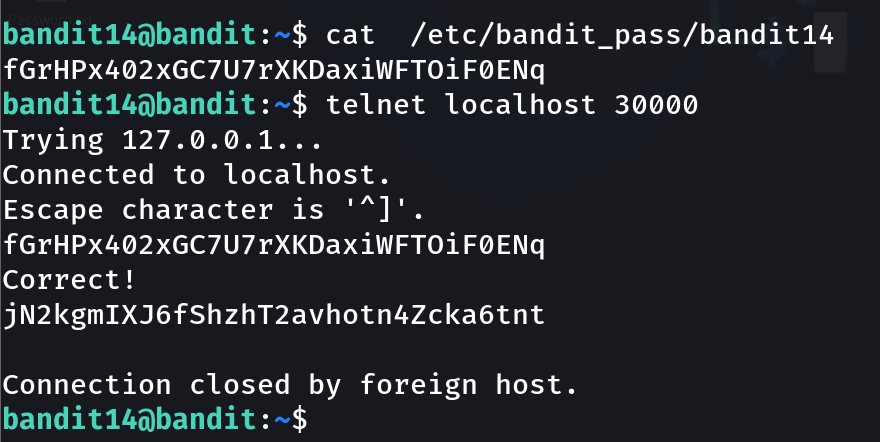 bandit14@bandit:~$ cat  /etc/bandit_pass/bandit14
fGrHPx402xGC7U7rXKDaxiWFTOiF0ENq
bandit14@bandit:~$ telnet localhost 30000
Trying 127.0.0.1...
Connected to localhost.
Escape character is '^]'.
fGrHPx402xGC7U7rXKDaxiWFTOiF0ENq
Correct!
jN2kgmIXJ6fShzhT2avhotn4Zcka6tnt
Connection closed by foreign host.
bandit14@bandit:~$